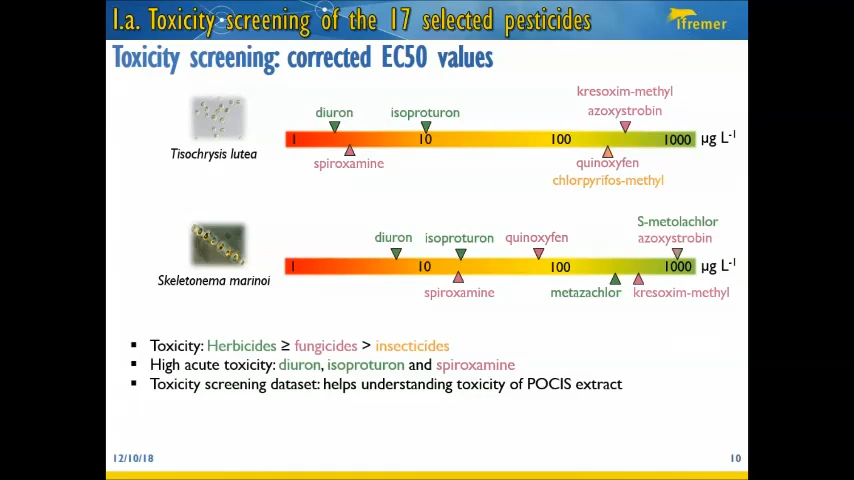 I.a. Toxicity screening of the 17 selected pesticides
Ifremer
Toxicity screening: corrected EC50 values
kresoxim-methyl
diuron isoproturon azoxystrobin
1 10 100 1000 µg L-1
Tisochrysis lutea
spiroxamine quinoxyfen
chlorpyrifos-methyl
S-metolachlor
diuron isoproturon quinoxyfen azoxystrobin
1 10 100 1000 µg L-1
Skeletonema marinoi
spiroxamine metazachlor kresoxim-methyl
▪ Toxicity: Herbicides ≥ fungicides > insecticides
▪ High acute toxicity: diuron, isoproturon and spiroxamine
▪ Toxicity screening dataset: helps understanding toxicity of POCIS extract
12/10/18 10